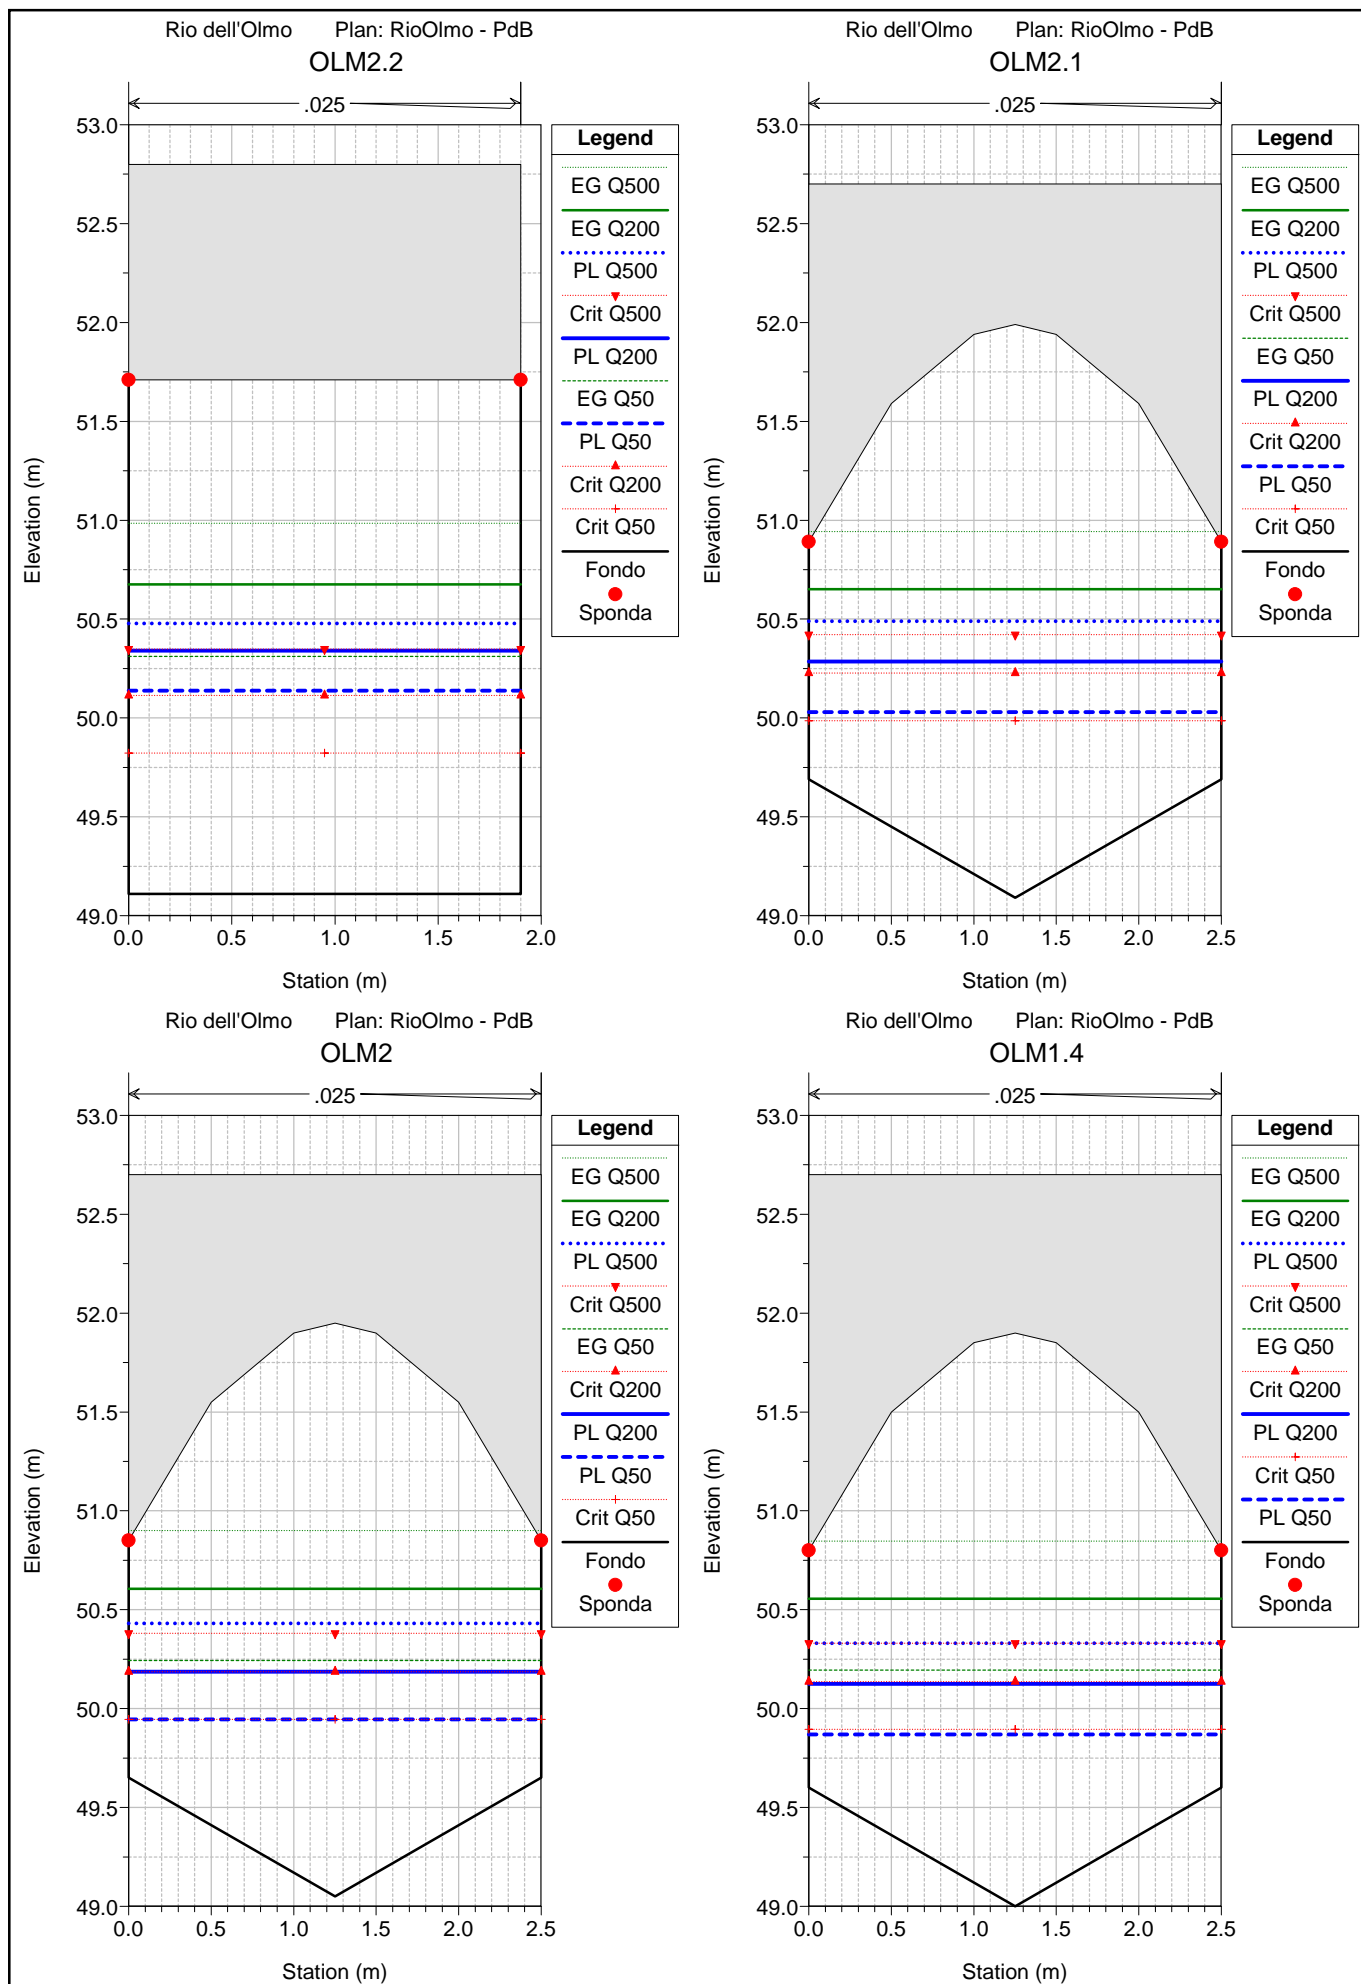 Rio dell'Olmo Plan: RioOlmo - PdB
OLM2.2
.025
53.0
52.5
52.0
51.5
51.0
50.5
50.0
49.5
49.0
Elevation (m)
0.0 0.5 1.0 1.5 2.0
Station (m)
Legend
EG Q500
EG Q200
PL Q500
Crit Q500
PL Q200
EG Q50
PL Q50
Crit Q200
Crit Q50
Fondo
Sponda
Rio dell'Olmo Plan: RioOlmo - PdB
OLM2.1
.025
53.0
52.5
52.0
51.5
51.0
50.5
50.0
49.5
49.0
Elevation (m)
0.0 0.5 1.0 1.5 2.0 2.5
Station (m)
Legend
EG Q500
EG Q200
PL Q500
Crit Q500
EG Q50
PL Q200
Crit Q200
PL Q50
Crit Q50
Fondo
Sponda
Rio dell'Olmo Plan: RioOlmo - PdB
OLM2
.025
53.0
52.5
52.0
51.5
51.0
50.5
50.0
49.5
49.0
Elevation (m)
0.0 0.5 1.0 1.5 2.0 2.5
Station (m)
Legend
EG Q500
EG Q200
PL Q500
Crit Q500
EG Q50
Crit Q200
PL Q200
PL Q50
Crit Q50
Fondo
Sponda
Rio dell'Olmo Plan: RioOlmo - PdB
OLM1.4
.025
53.0
52.5
52.0
51.5
51.0
50.5
50.0
49.5
49.0
Elevation (m)
0.0 0.5 1.0 1.5 2.0 2.5
Station (m)
Legend
EG Q500
EG Q200
PL Q500
Crit Q500
EG Q50
Crit Q200
PL Q200
Crit Q50
PL Q50
Fondo
Sponda